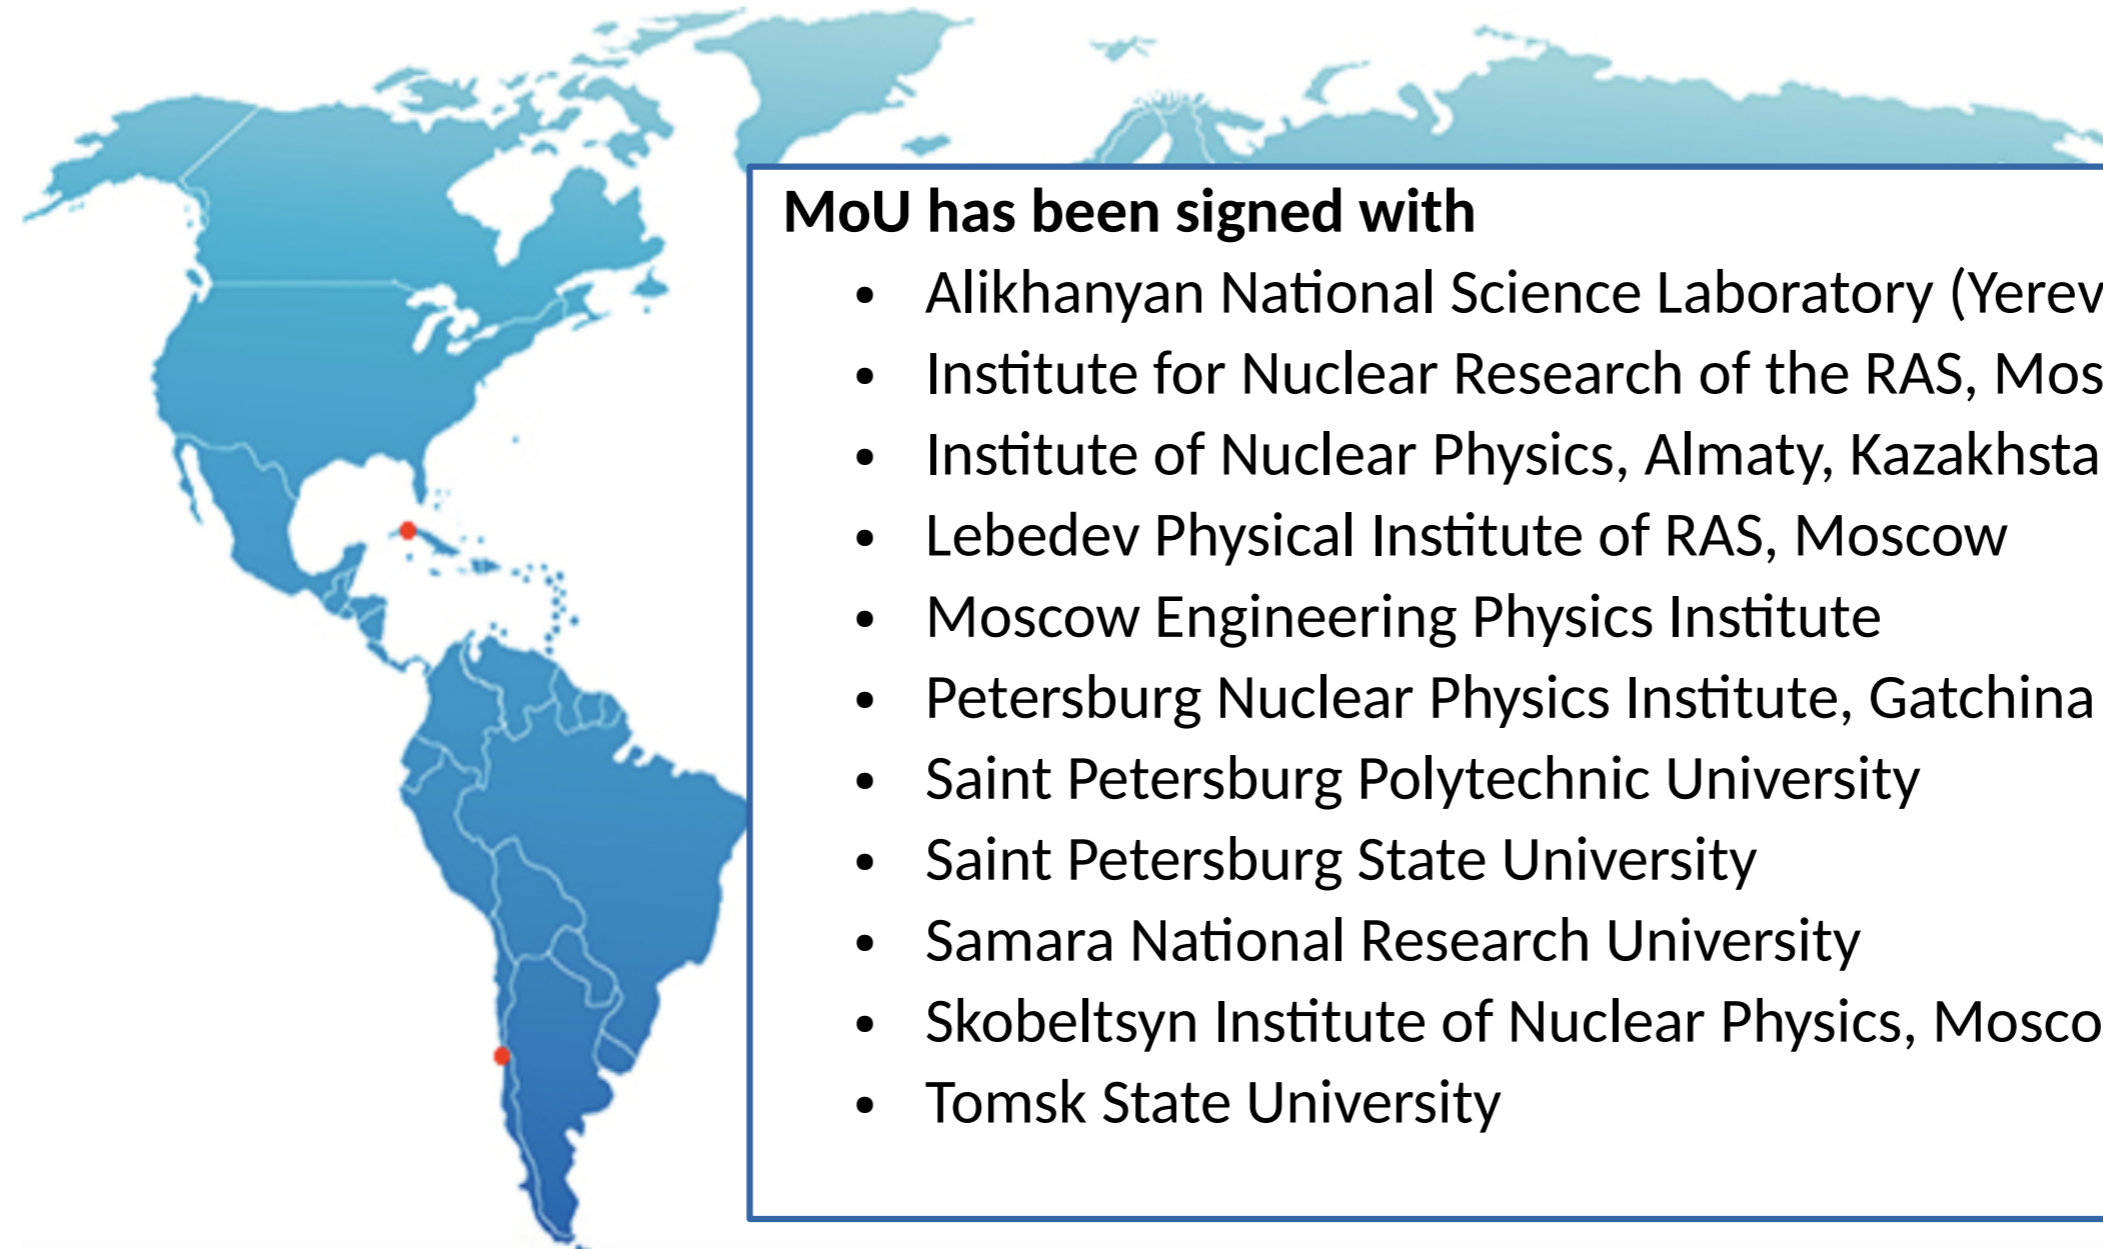 MoU has been signed with
• Alikhanyan National Science Laboratory (Yerev
• Institute for Nuclear Research of the RAS, Mos
• Institute of Nuclear Physics, Almaty, Kazakhsta
• Lebedev Physical Institute of RAS, Moscow
• Moscow Engineering Physics Institute
• Petersburg Nuclear Physics Institute, Gatchina
• Saint Petersburg Polytechnic University
• Saint Petersburg State University
• Samara National Research University
• Skobeltsyn Institute of Nuclear Physics, Mosco
• Tomsk State University